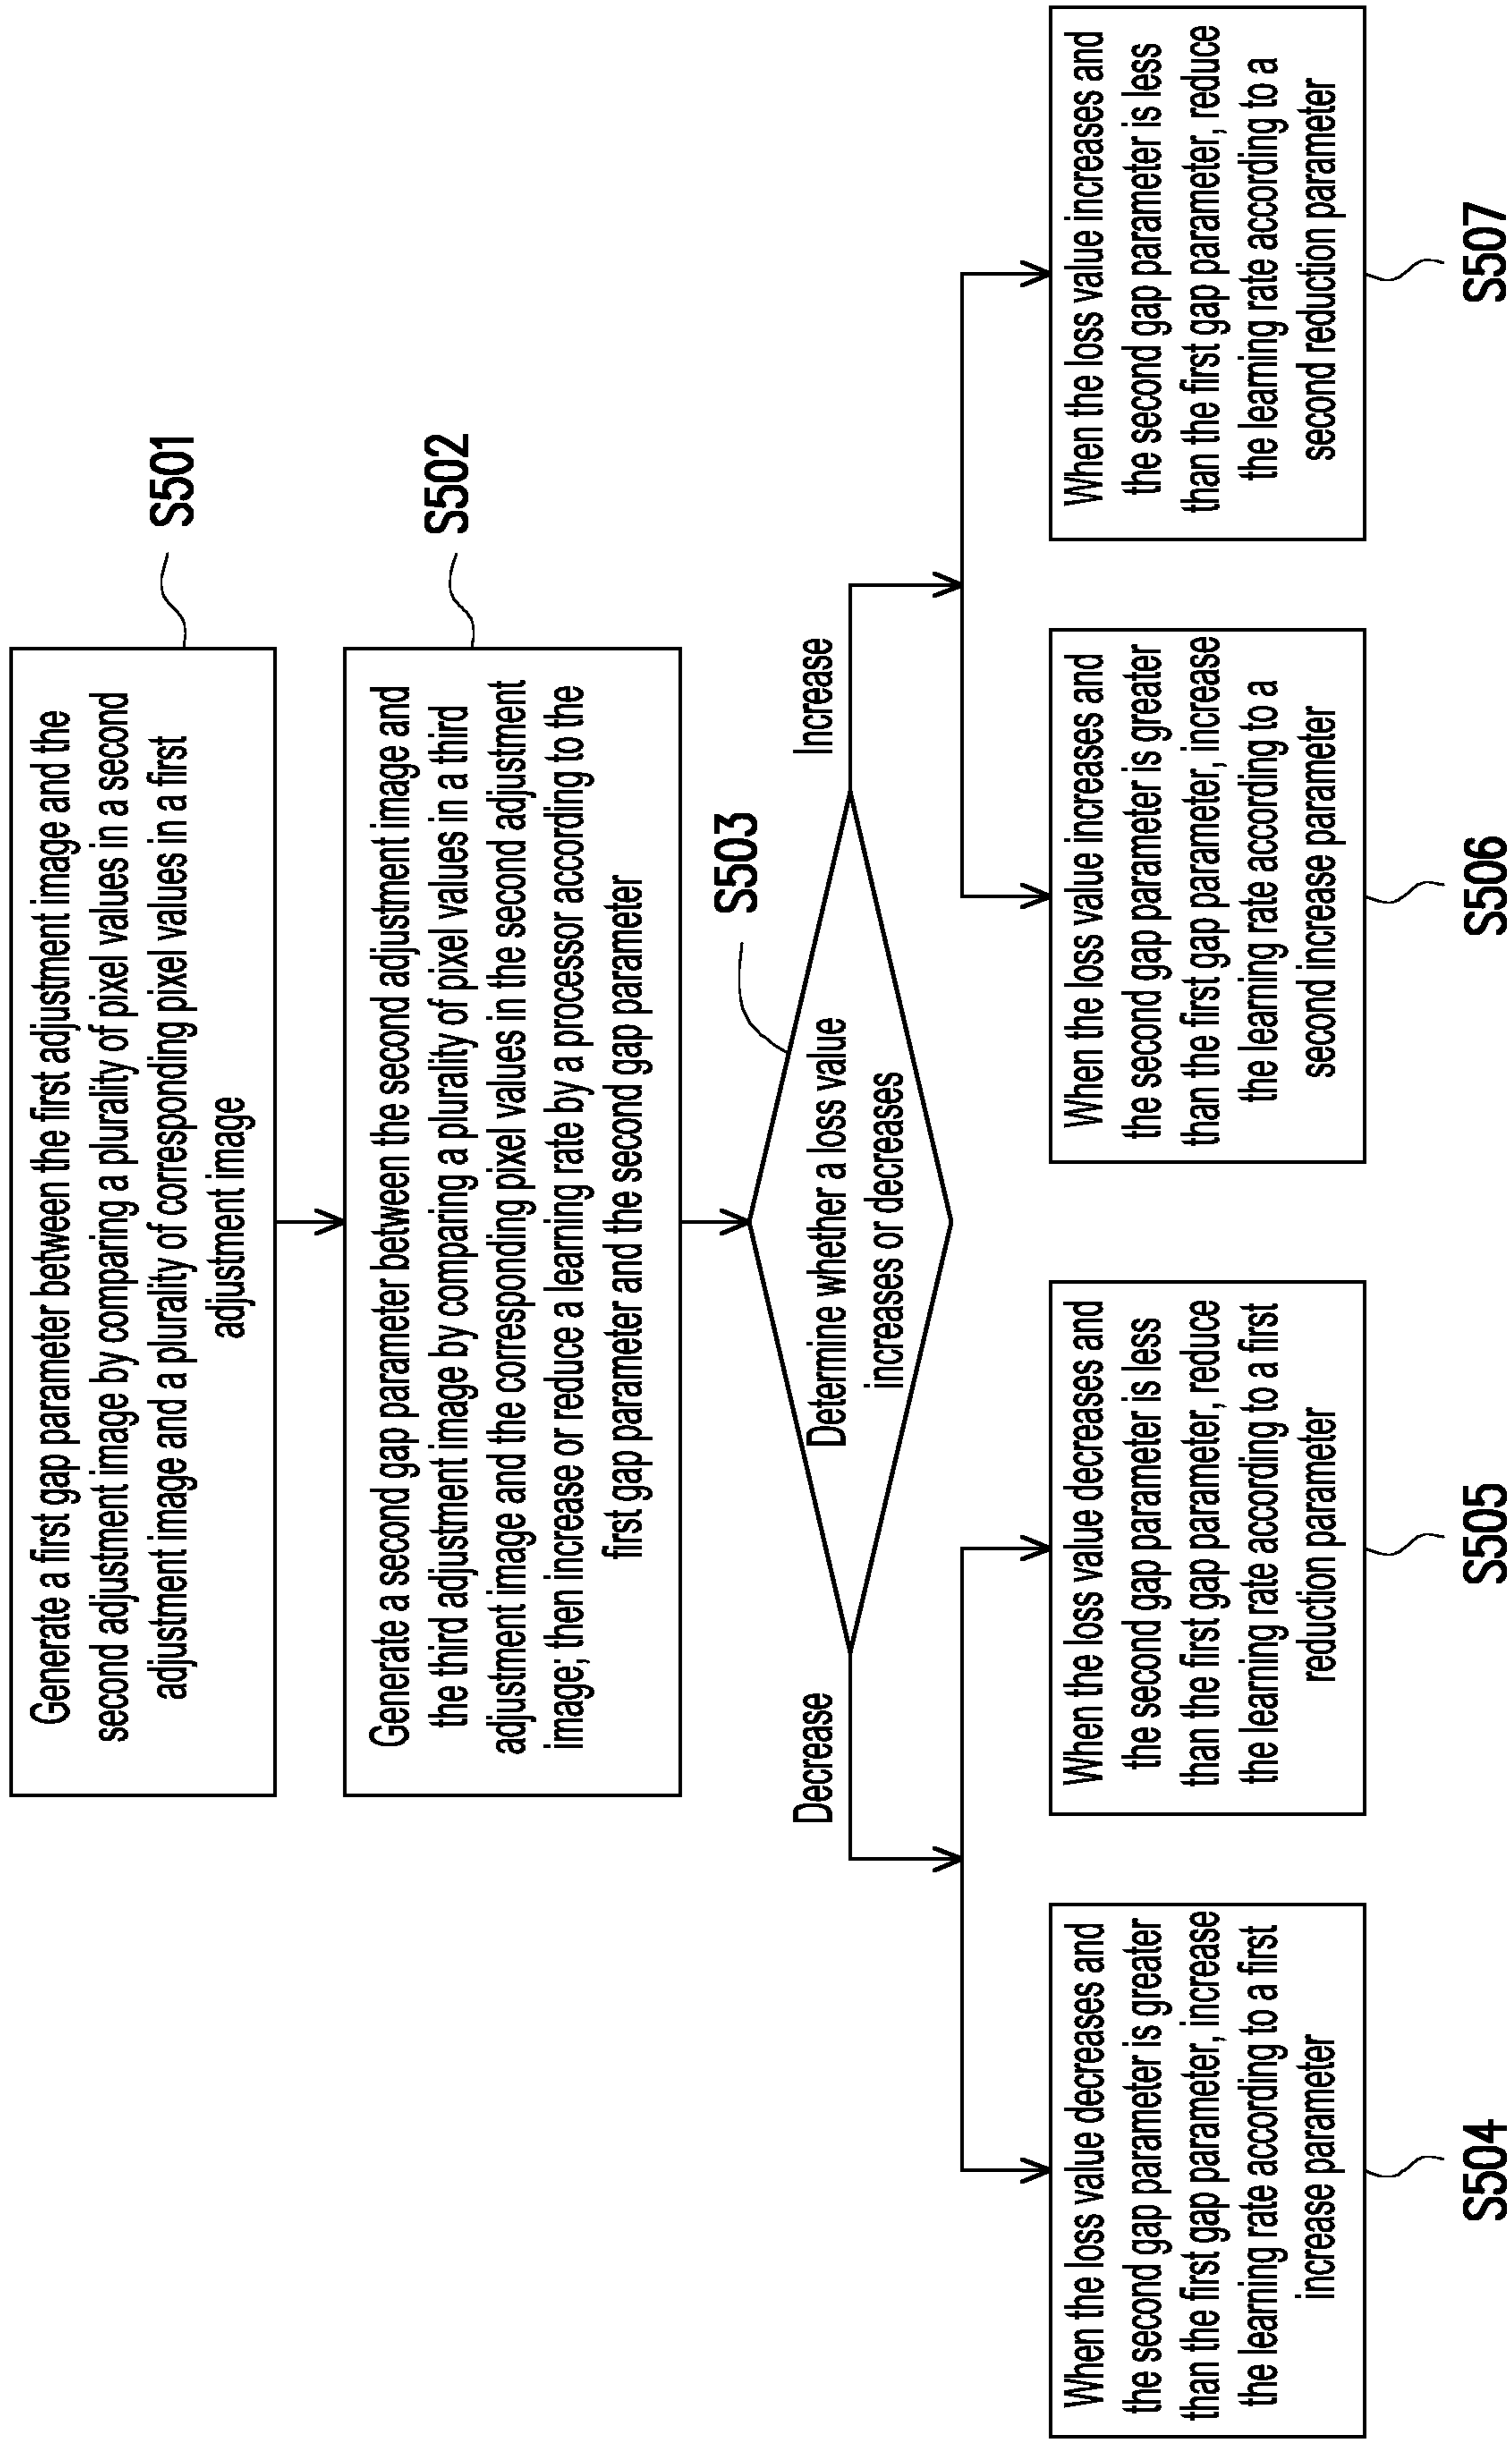 Generate a first gap parameter between the first adjustment image and the
second adjustment image by comparing a plurality of pixel values in a second
adjustment image and a plurality of corresponding pixel values in a first
adjustment image
S501
Generate a second gap parameter between the second adjustment image and
the third adjustment image by comparing a plurality of pixel values in a third
adjustment image and the corresponding pixel values in the second adjustment
image; then increase or reduce a learning rate by a processor according to the
first gap parameter and the second gap parameter
S502
S503
Determine whether a loss value
increases or decreases
Decrease
Increase
When the loss value decreases and
the second gap parameter is greater
than the first gap parameter, increase
the learning rate according to a first
increase parameter
S504
When the loss value decreases and
the second gap parameter is less
than the first gap parameter, reduce
the learning rate according to a first
reduction parameter
S505
When the loss value increases and
the second gap parameter is greater
than the first gap parameter, increase
the learning rate according to a
second increase parameter
S506
When the loss value increases and
the second gap parameter is less
than the first gap parameter, reduce
the learning rate according to a
second reduction parameter
S507